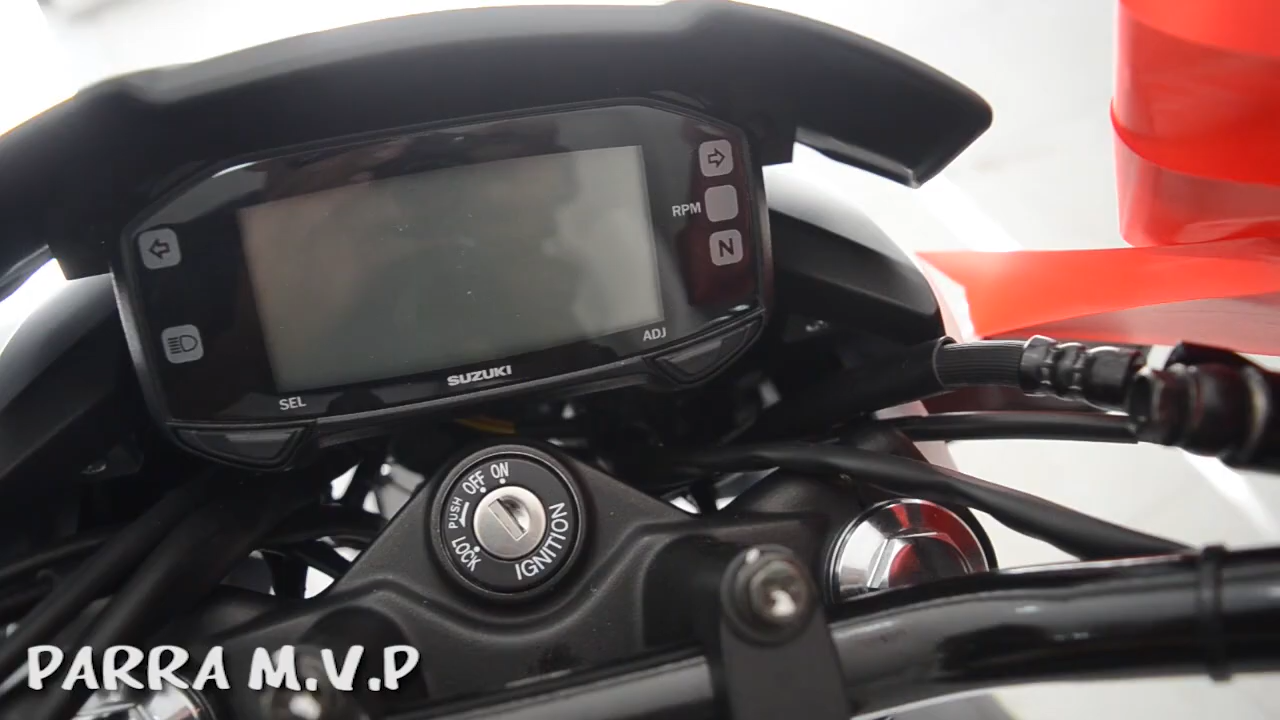 RPM
N
ADJ
SUZUKI
SEL
ON
OFF
PUSH
LOCK
IGNITION
PARRA M.V.P